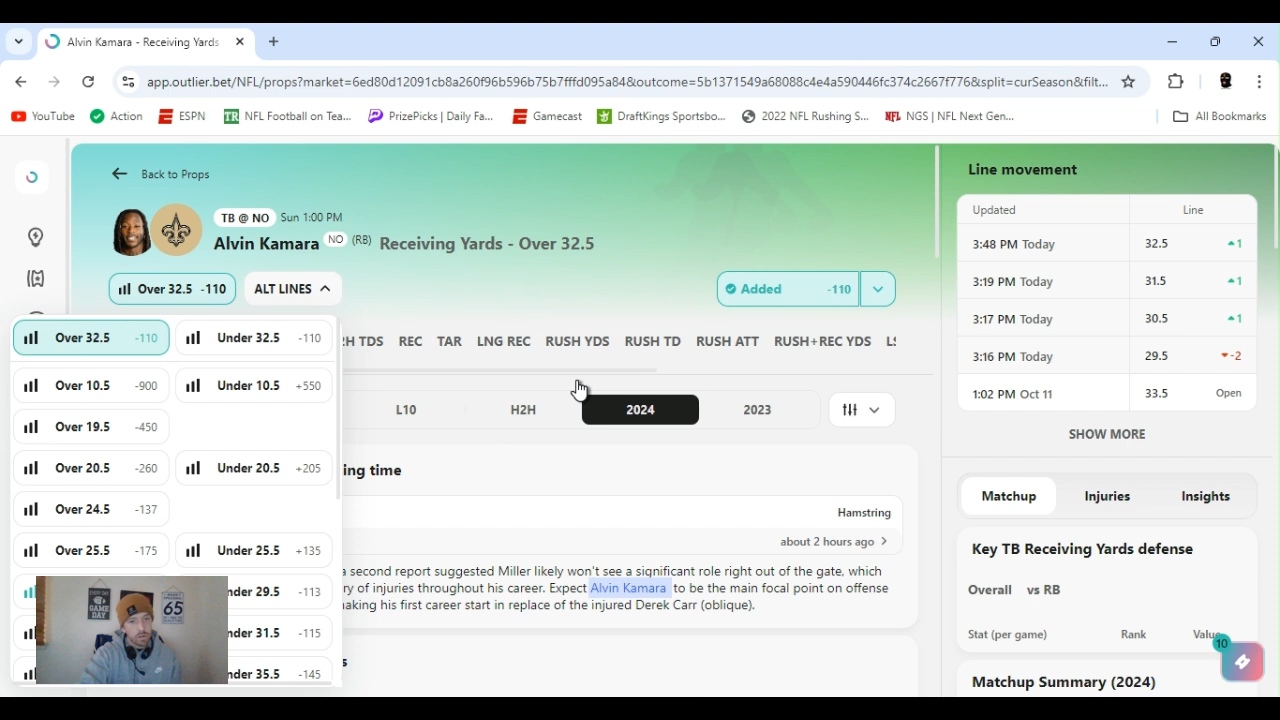 Alvin Kamara - Receiving Yards
app.outlier.bet/NFL/props?market=6ed80d12091cb8a260f96b596b75b7fffd095a84&outcome=5b1371549a68088c4e4a590446fc374c2667f776&split=curSeason&filt...
YouTube Action ESPN NFL Football on Tea... PrizePicks | Daily Fa... Gamecast DraftKings Sportsbo... 2022 NFL Rushing S... NGS | NFL Next Gen... All Bookmarks
Back to Props
TB @ NO Sun 1:00 PM
Alvin Kamara NO (RB) Receiving Yards - Over 32.5
Over 32.5 -110 ALT LINES Added -110
Over 32.5 -110 Under 32.5 -110
Over 10.5 -900 Under 10.5 +550
Over 19.5 -450
Over 20.5 -260 Under 20.5 +205
Over 24.5 -137
Over 25.5 -175 Under 25.5 +135
nder 29.5 -113
nder 31.5 -115
nder 35.5 -145
EVERY DAY
GAME
DAY
65
RH TDS REC TAR LNG REC RUSH YDS RUSH TD RUSH ATT RUSH+REC YDS LS
L10 H2H 2024 2023
ing time
Hamstring
about 2 hours ago
a second report suggested Miller likely won't see a significant role right out of the gate, which
ry of injuries throughout his career. Expect Alvin Kamara to be the main focal point on offense
aking his first career start in replace of the injured Derek Carr (oblique).
s
Line movement
Updated Line
3:48 PM Today 32.5 1
3:19 PM Today 31.5 1
3:17 PM Today 30.5 1
3:16 PM Today 29.5 -2
1:02 PM Oct 11 33.5 Open
SHOW MORE
Matchup Injuries Insights
Key TB Receiving Yards defense
Overall vs RB
Stat (per game) Rank Value
10
Matchup Summary (2024)